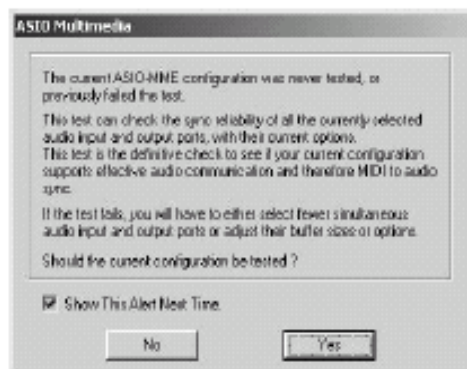 ASIO Multimedia
The current ASIO-MME configuration was never tested, or
previously failed the test.
This test can check the sync reliability of all the currently selected
audio input and output ports, with their current options.
This test is the definitive check to see if your current configuration
supports effective audio communication and therefore MIDI to audio
sync.
If the test fails, you will have to either select fewer simultaneous
audio input and output ports or adjust their buffer sizes or options.
Should the current configuration be tested ?
Show This Alert Next Time.
No
Yes